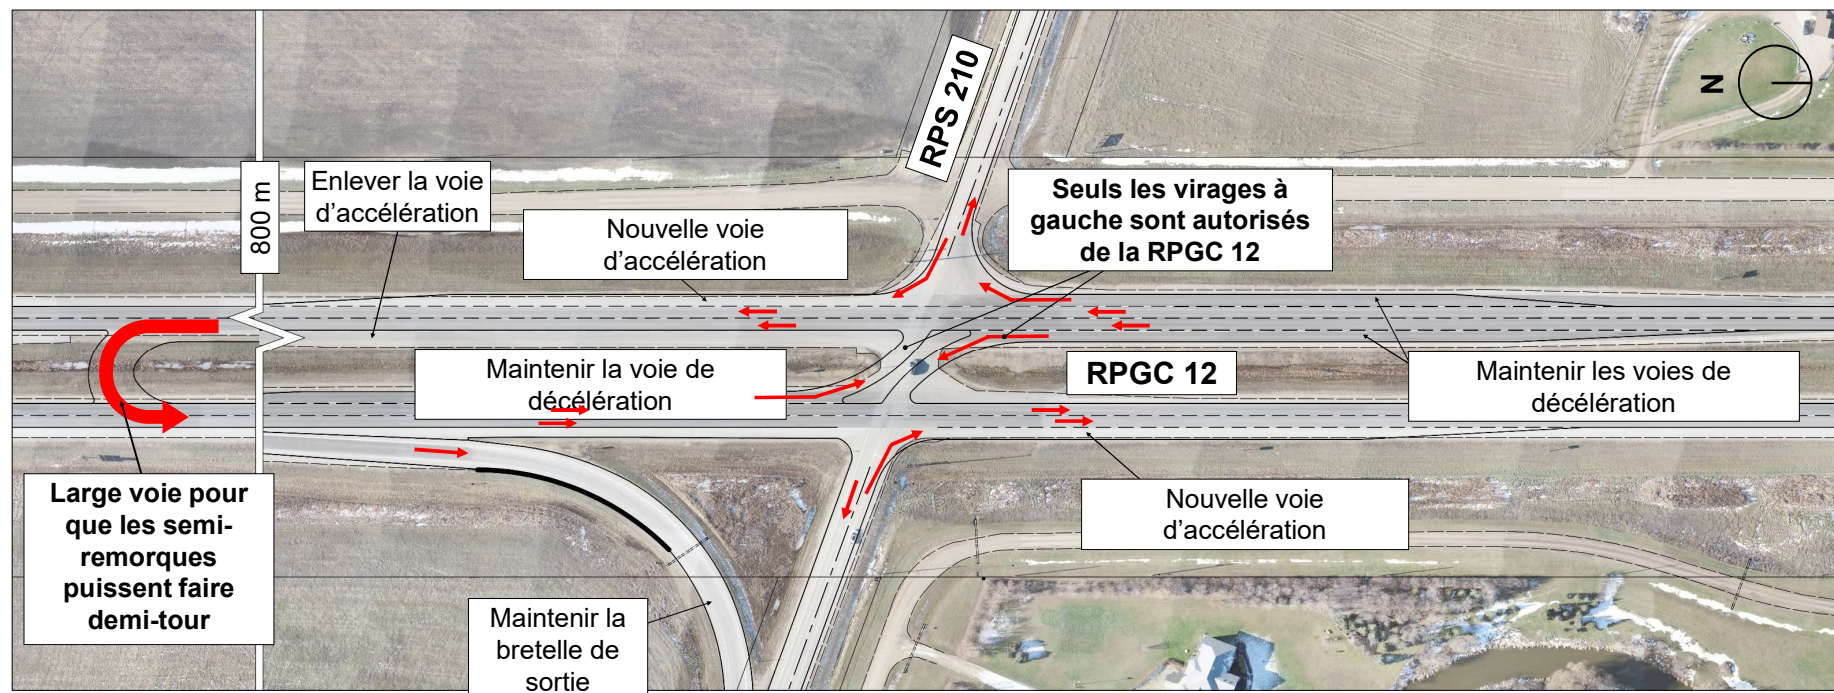 RPS 210
N
800 m
Enlever la voie
d'accélération
Nouvelle voie
d'accélération
Seuls les virages à
gauche sont autorisés
de la RPGC 12
Maintenir la voie de
décélération
RPGC 12
Maintenir les voies de
décélération
Large voie pour
que les semi-
remorques
puissent faire
demi-tour
Nouvelle voie
d'accélération
Maintenir la
bretelle de
sortie